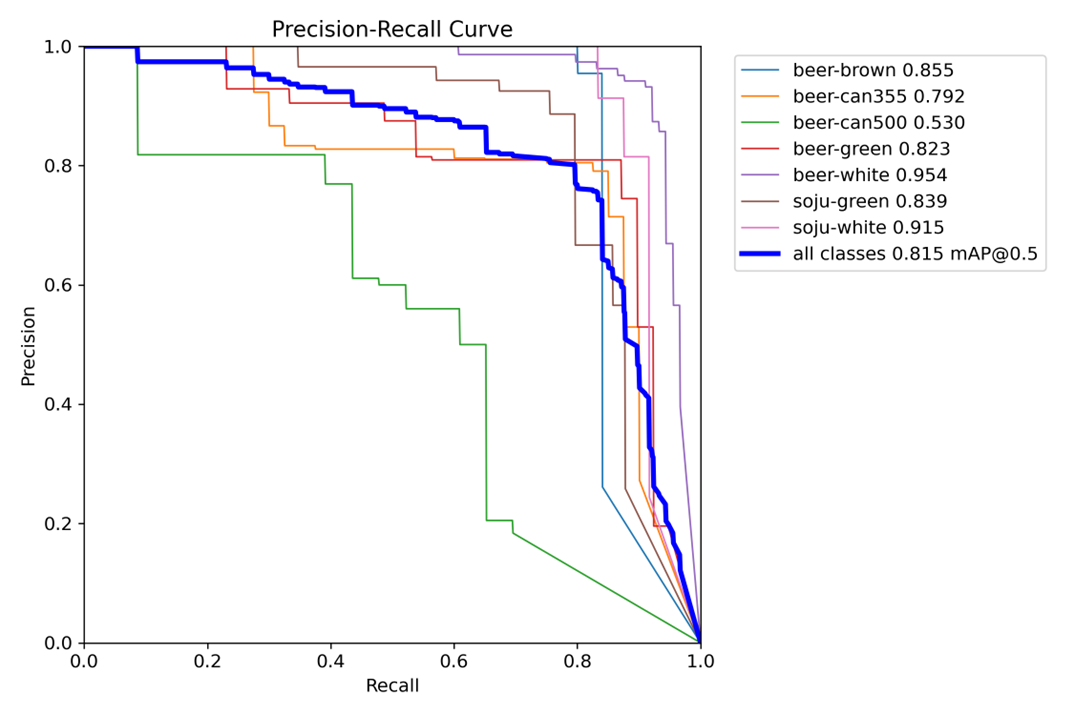 Precision-Recall Curve
1.0
0.8
0.6
0.4
0.2
0.0
Precision
0.0 0.2 0.4 0.6 0.8 1.0
Recall
beer-brown 0.855
beer-can355 0.792
beer-can500 0.530
beer-green 0.823
beer-white 0.954
soju-green 0.839
soju-white 0.915
all classes 0.815 mAP@0.5